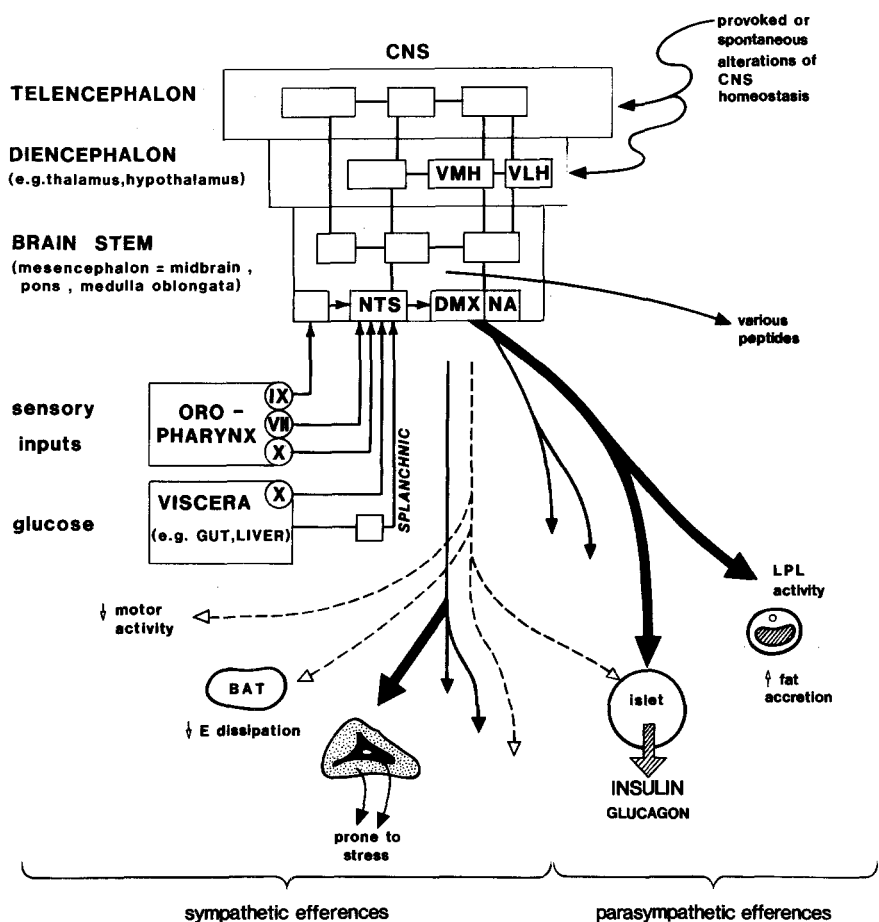 provoked or
spontaneous
alterations of
CNS
homeostasis
CNS
TELENCEPHALON
DIENCEPHALON
(e.g.thalamus,hypothalamus)
VMH
VLH
BRAIN STEM
(mesencephalon = midbrain ,
pons , medulla oblongata)
NTS
DMX
NA
various
peptides
sensory
inputs
ORO -
PHARYNX
IX
VII
X
glucose
VISCERA
(e.g. GUT,LIVER)
X
SPLANCHNIC
↓ motor
activity
BAT
↓ E dissipation
prone to
stress
islet
INSULIN
GLUCAGON
LPL
activity
↑ fat
accretion
sympathetic efferences
parasympathetic efferences